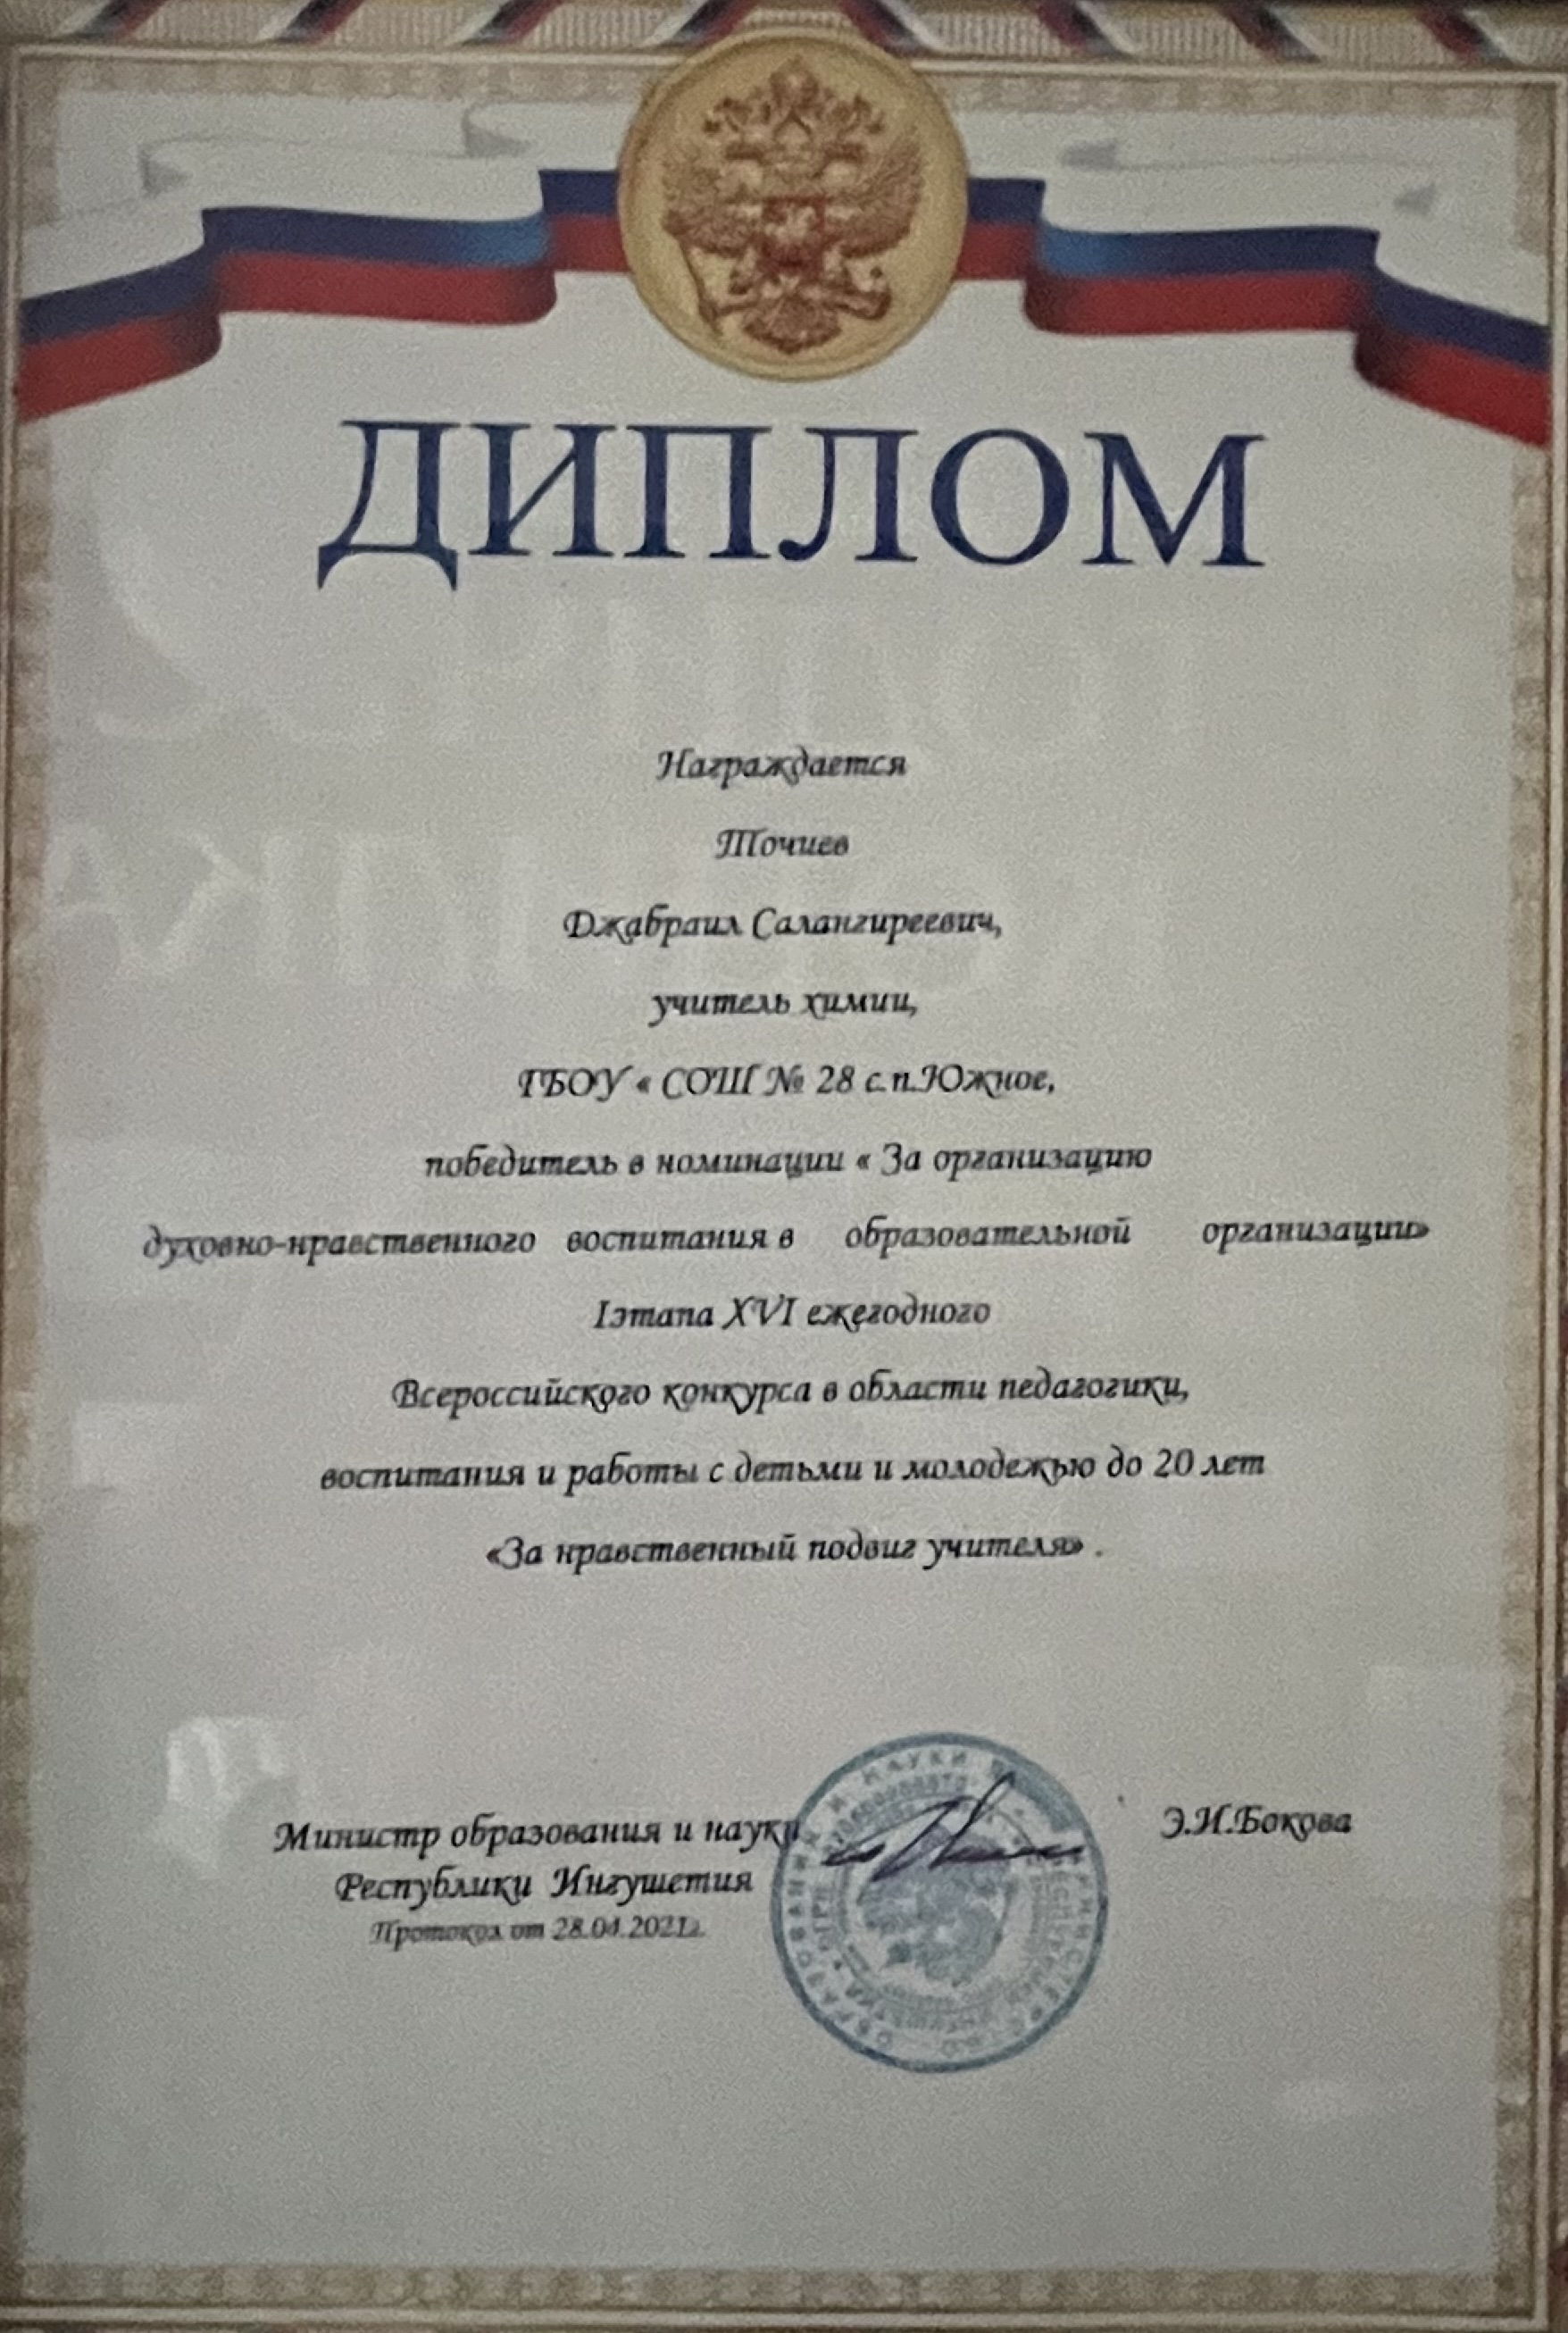 ДИПЛОМ
Награждается
Точиев
Джабраил Салангиреевич,
учитель химии,
ГБОУ « СОШ № 28 с.п.Южное,
победитель в номинации « За организацию
духовно-нравственного воспитания в образовательной организации»
Iэтапа XVI ежегодного
Всероссийского конкурса в области педагогики,
воспитания и работы с детьми и молодежью до 20 лет
«За нравственный подвиг учителя» .
Министр образования и науки Э.И.Бокова
Республики Ингушетия
Протокол от 28.04.2021г.